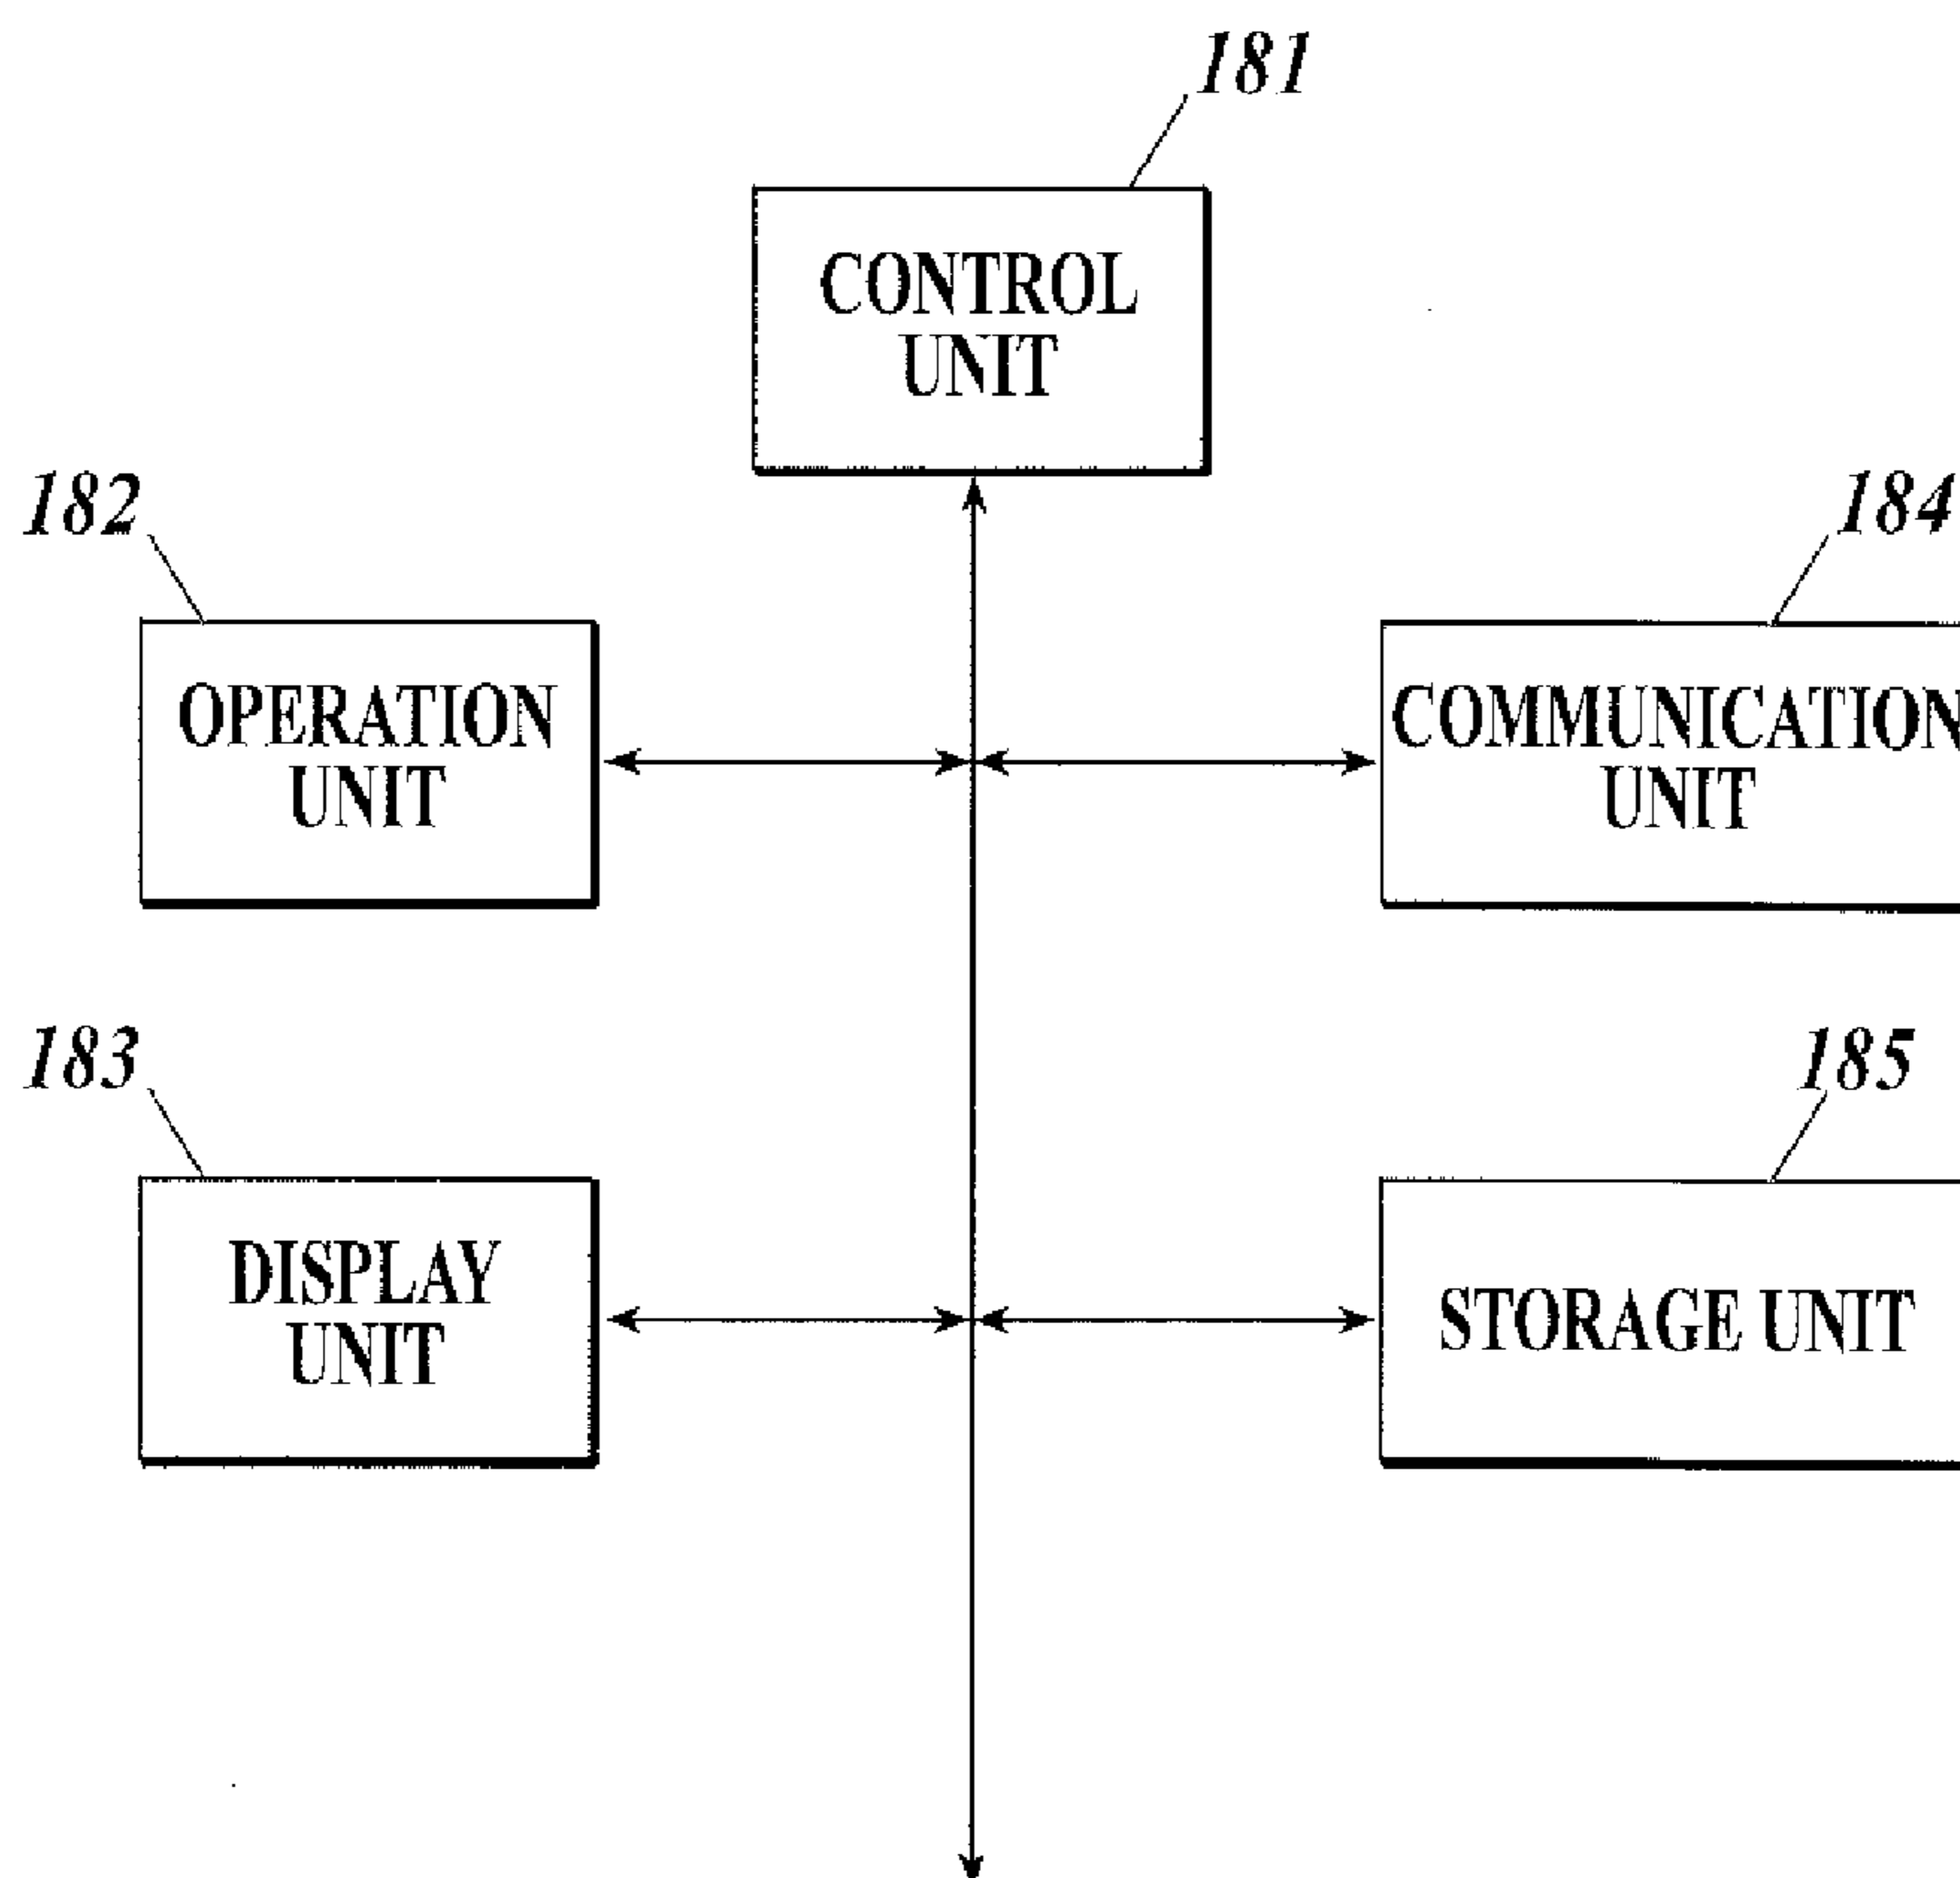 181
CONTROL
UNIT
182
184
OPERATION
UNIT
COMMUNICATION
UNIT
183
185
DISPLAY
UNIT
STORAGE UNIT